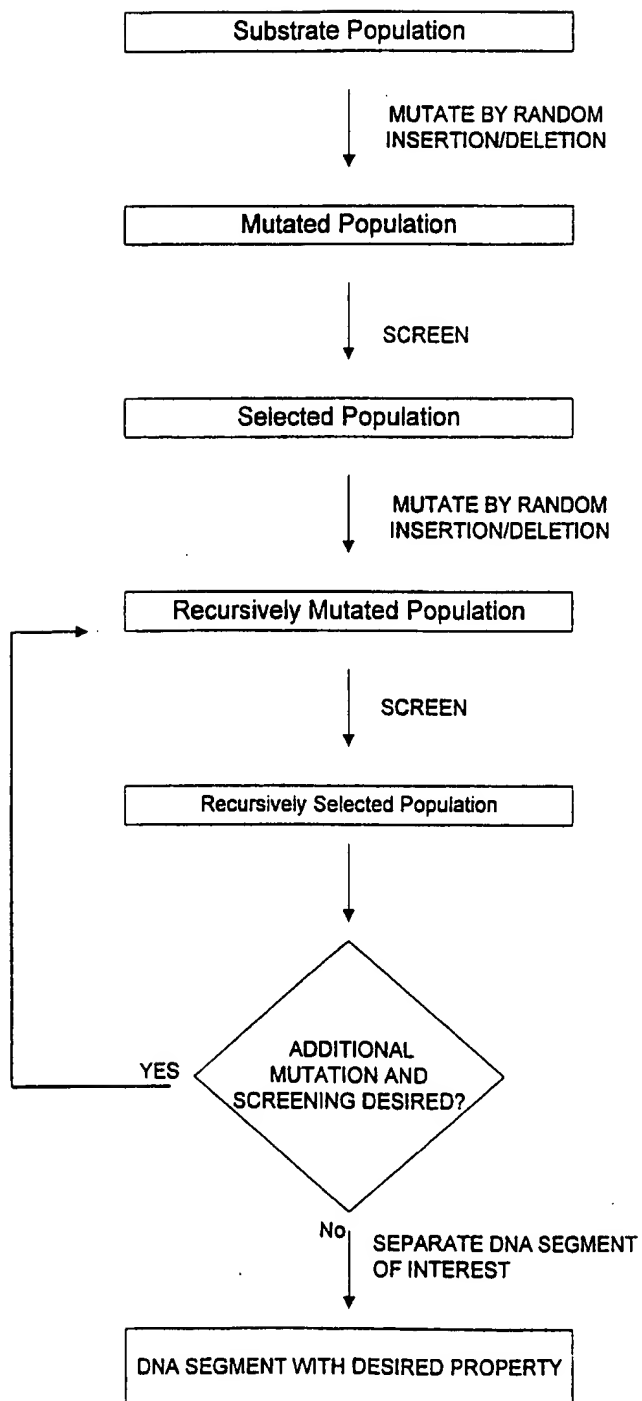 Substrate Population
MUTATE BY RANDOM
INSERTION/DELETION
Mutated Population
SCREEN
Selected Population
MUTATE BY RANDOM
INSERTION/DELETION
Recursively Mutated Population
SCREEN
Recursively Selected Population
ADDITIONAL
MUTATION AND
SCREENING DESIRED?
YES
No
SEPARATE DNA SEGMENT
OF INTEREST
DNA SEGMENT WITH DESIRED PROPERTY